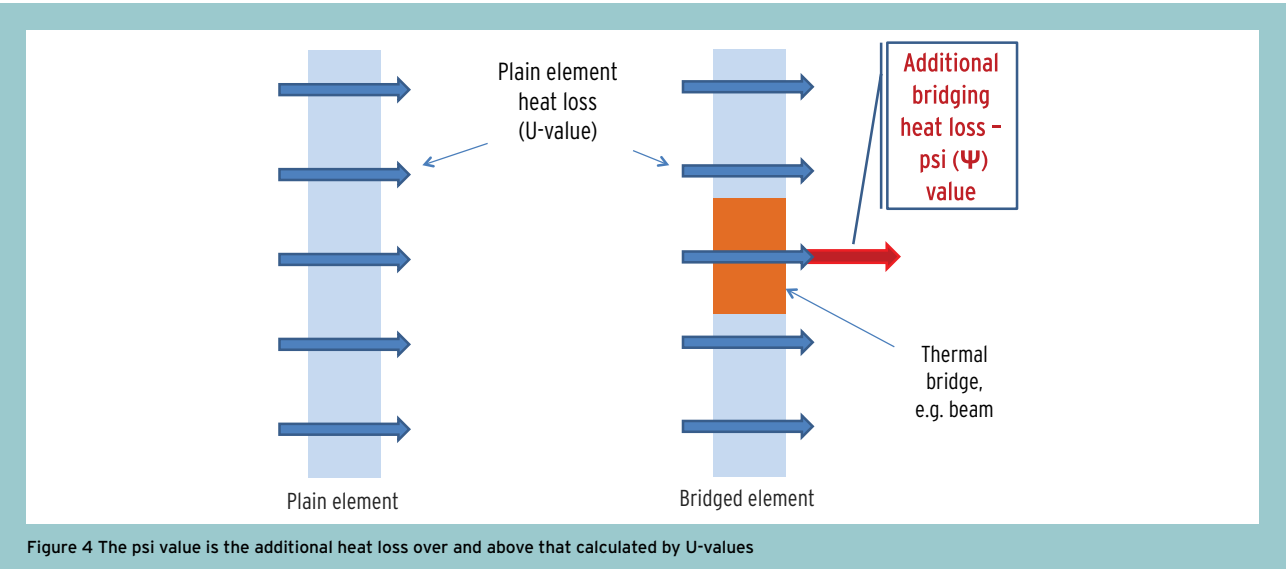 Plain element
heat loss
(U-value)
Additional
bridging
heat loss –
psi (Ψ)
value
Thermal
bridge,
e.g. beam
Plain element
Bridged element
Figure 4 The psi value is the additional heat loss over and above that calculated by U-values